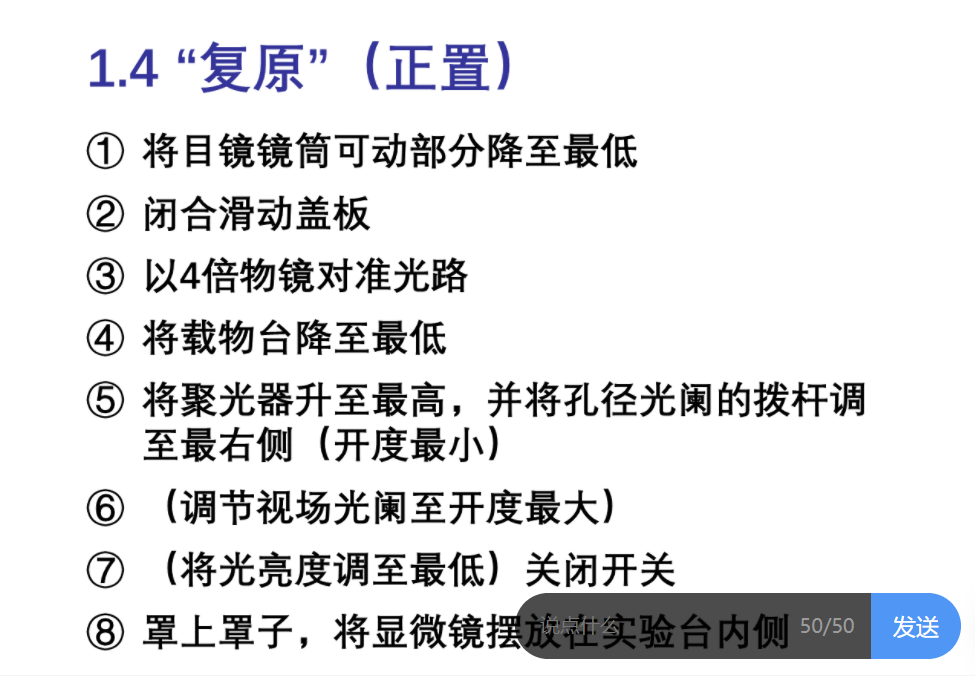 1.4 “复原”（正置）
① 将目镜镜筒可动部分降至最低
② 闭合滑动盖板
③ 以4倍物镜对准光路
④ 将载物台降至最低
⑤ 将聚光器升至最高，并将孔径光阑的拨杆调
至最右侧（开度最小）
⑥ （调节视场光阑至开度最大）
⑦ （将光亮度调至最低）关闭开关
⑧ 罩上罩子，将显微镜摆放在实验台内侧
说点什么 50/50 发送